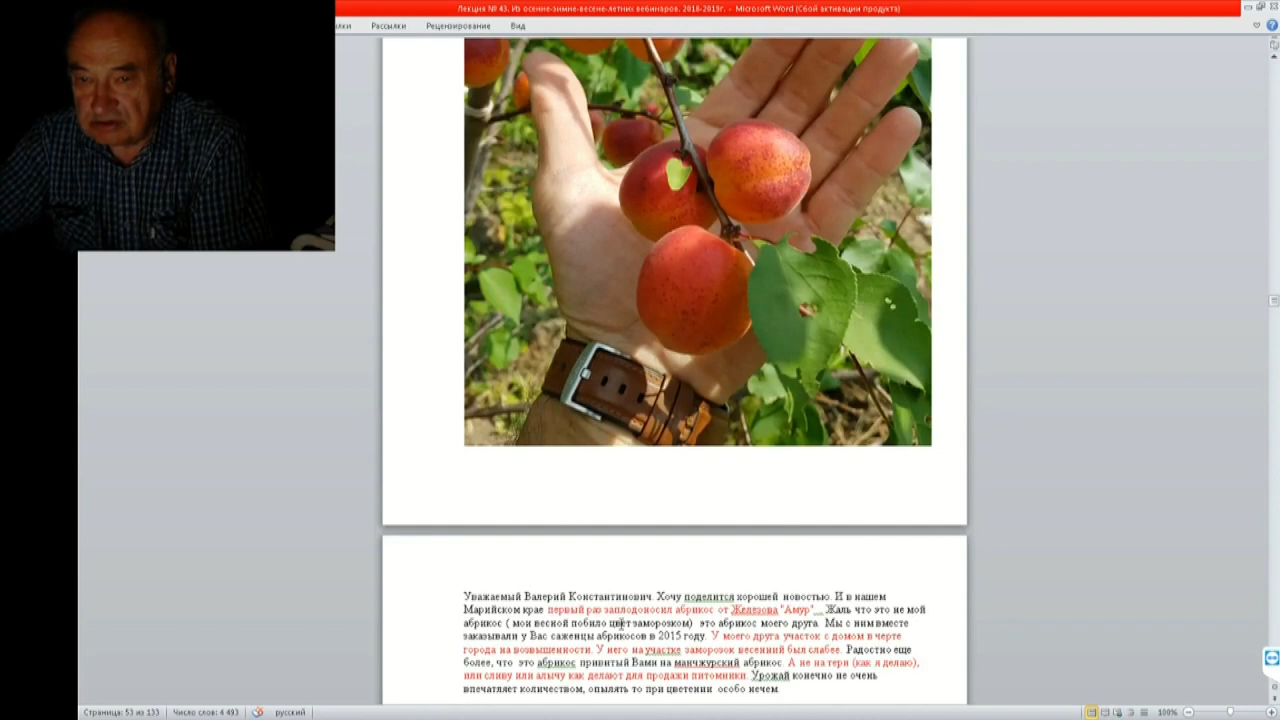 Лекция № 43. Из осенне-зимне-весене-летних вебинаров. 2018-2019г. - Microsoft Word (Сбой активации продукта)
лки Рассылки Рецензирование Вид
Уважаемый Валерий Константинович. Хочу поделится хорошей новостью. И в нашем
Марийском крае первый раз заплодоносил абрикос от Железова "Амур". Жаль что это не мой
абрикос ( мои весной побило цвет заморозком) это абрикос моего друга. Мы с ним вместе
заказывали у Вас саженцы абрикосов в 2015 году. У моего друга участок с домом в черте
города на возвышенности. У него на участке заморозок весенний был слабее. Радостно еще
более, что это абрикос привитый Вами на манчжурский абрикос. А не на терн (как я делаю),
или сливу или алычу как делают для продажи питомники. Урожай конечно не очень
впечатляет количеством, опылять то при цветении особо нечем
Страница: 53 из 133 Число слов: 4 493 русский 100%